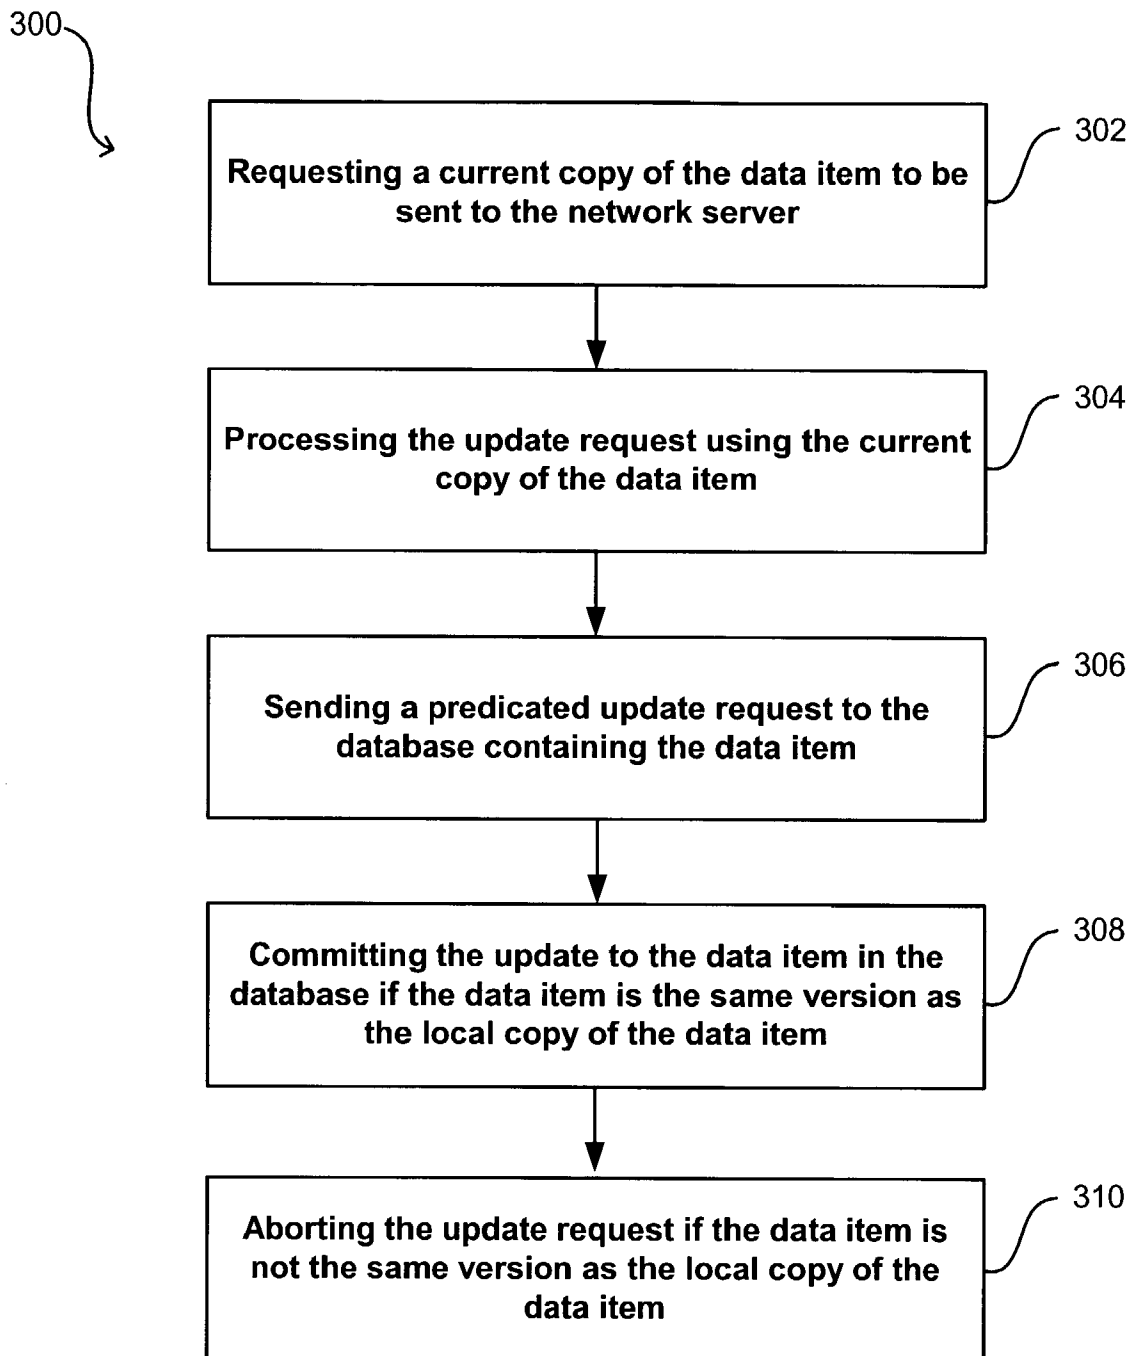 300
302
Requesting a current copy of the data item to be
sent to the network server
304
Processing the update request using the current
copy of the data item
306
Sending a predicated update request to the
database containing the data item
308
Committing the update to the data item in the
database if the data item is the same version as
the local copy of the data item
310
Aborting the update request if the data item is
not the same version as the local copy of the
data item